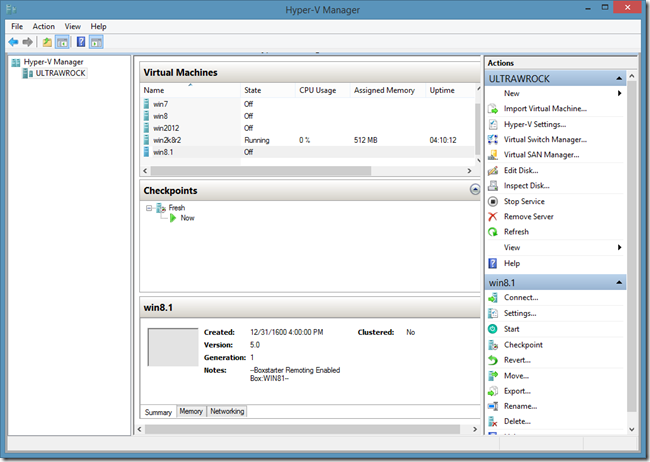 Hyper-V Manager
File Action View Help
Hyper-V Manager
ULTRAWROCK
Virtual Machines
Name State CPU Usage Assigned Memory Uptime
win7 Off
win8 Off
win2012 Off
win2k8r2 Running 0 % 512 MB 04:10:12
win8.1 Off
Checkpoints
Fresh
Now
win8.1
Created: 12/31/1600 4:00:00 PM Clustered: No
Version: 5.0
Generation: 1
Notes: --Boxstarter Remoting Enabled
Box:WIN81--
Summary Memory Networking
Actions
ULTRAWROCK
New
Import Virtual Machine...
Hyper-V Settings...
Virtual Switch Manager...
Virtual SAN Manager...
Edit Disk...
Inspect Disk...
Stop Service
Remove Server
Refresh
View
Help
win8.1
Connect...
Settings...
Start
Checkpoint
Revert...
Move...
Export...
Rename...
Delete...